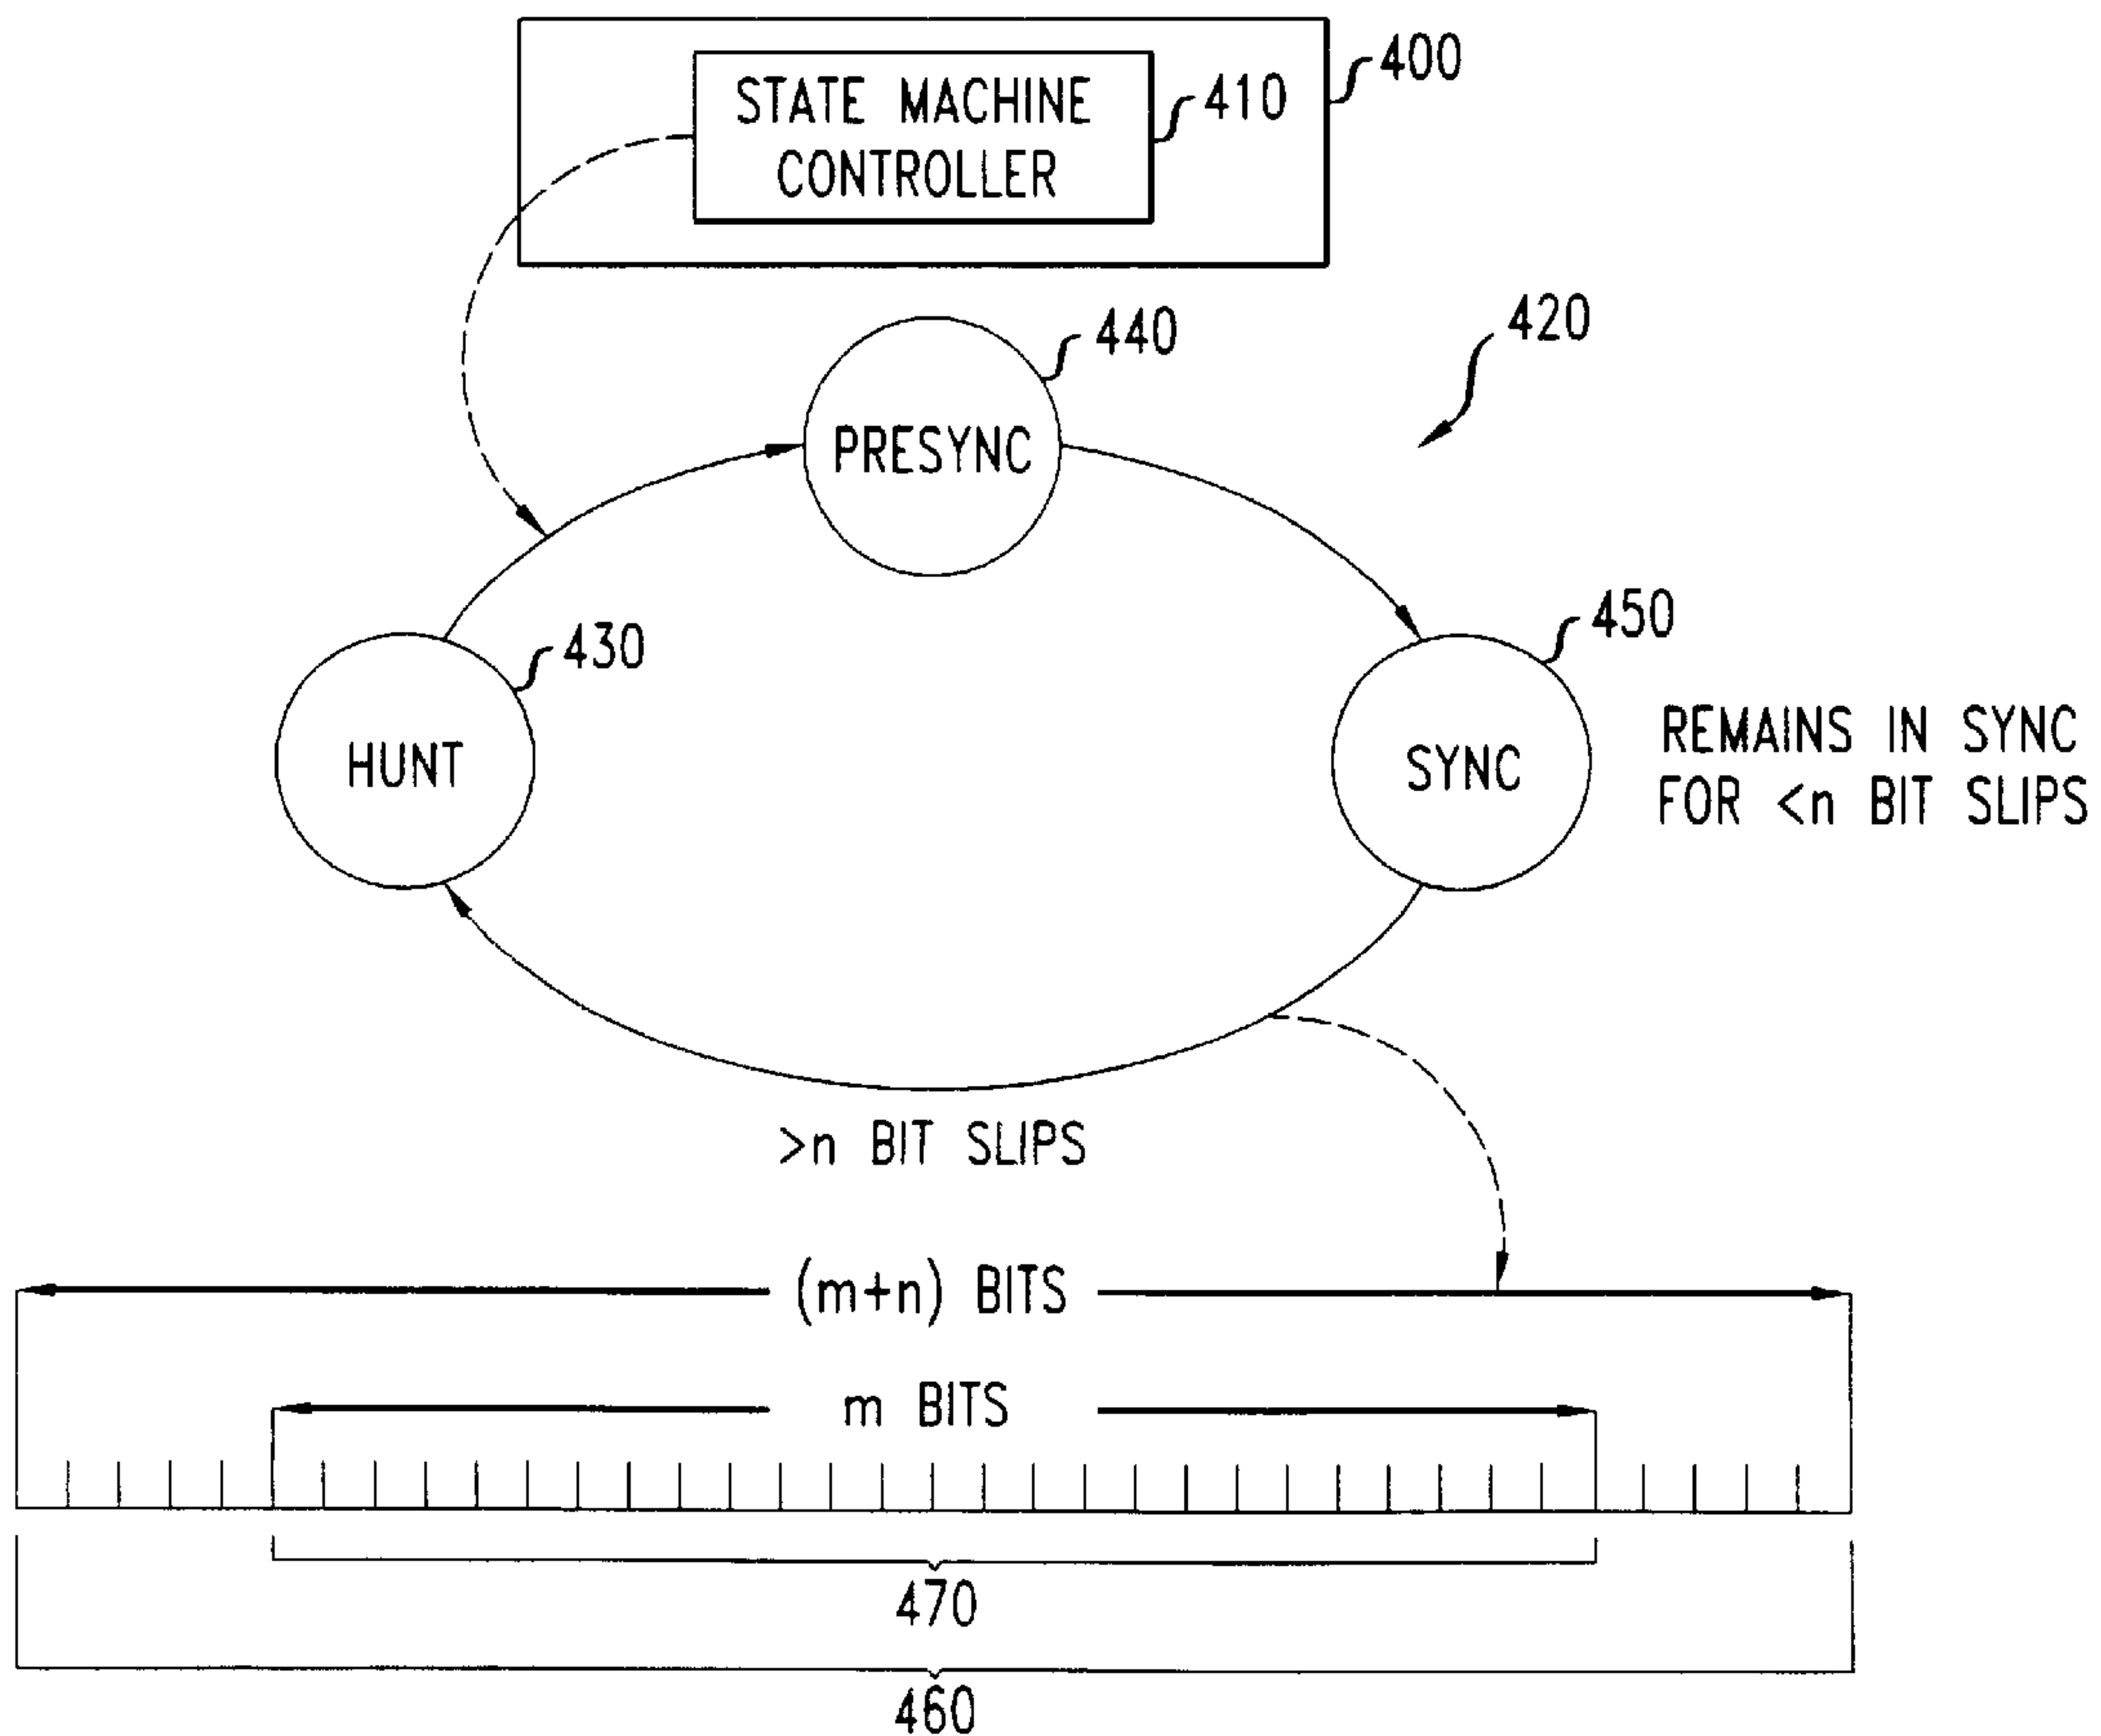 400
STATE MACHINE
CONTROLLER
410
420
440
PRESYNC
430
HUNT
450
SYNC
REMAINS IN SYNC
FOR <n BIT SLIPS
>n BIT SLIPS
(m+n) BITS
m BITS
470
460